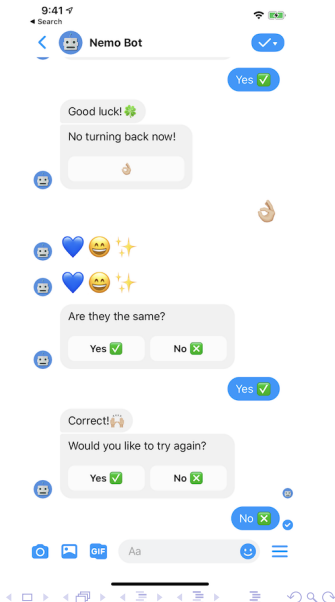 9:41
Search
Nemo Bot
Yes ✅
Good luck!🍀
No turning back now!
👌🏼
👌🏼
💙😄✨
💙😄✨
Are they the same?
Yes ✅ No ❎
Yes ✅
Correct!🙌🏼
Would you like to try again?
Yes ✅ No ❎
No ❎
GIF Aa